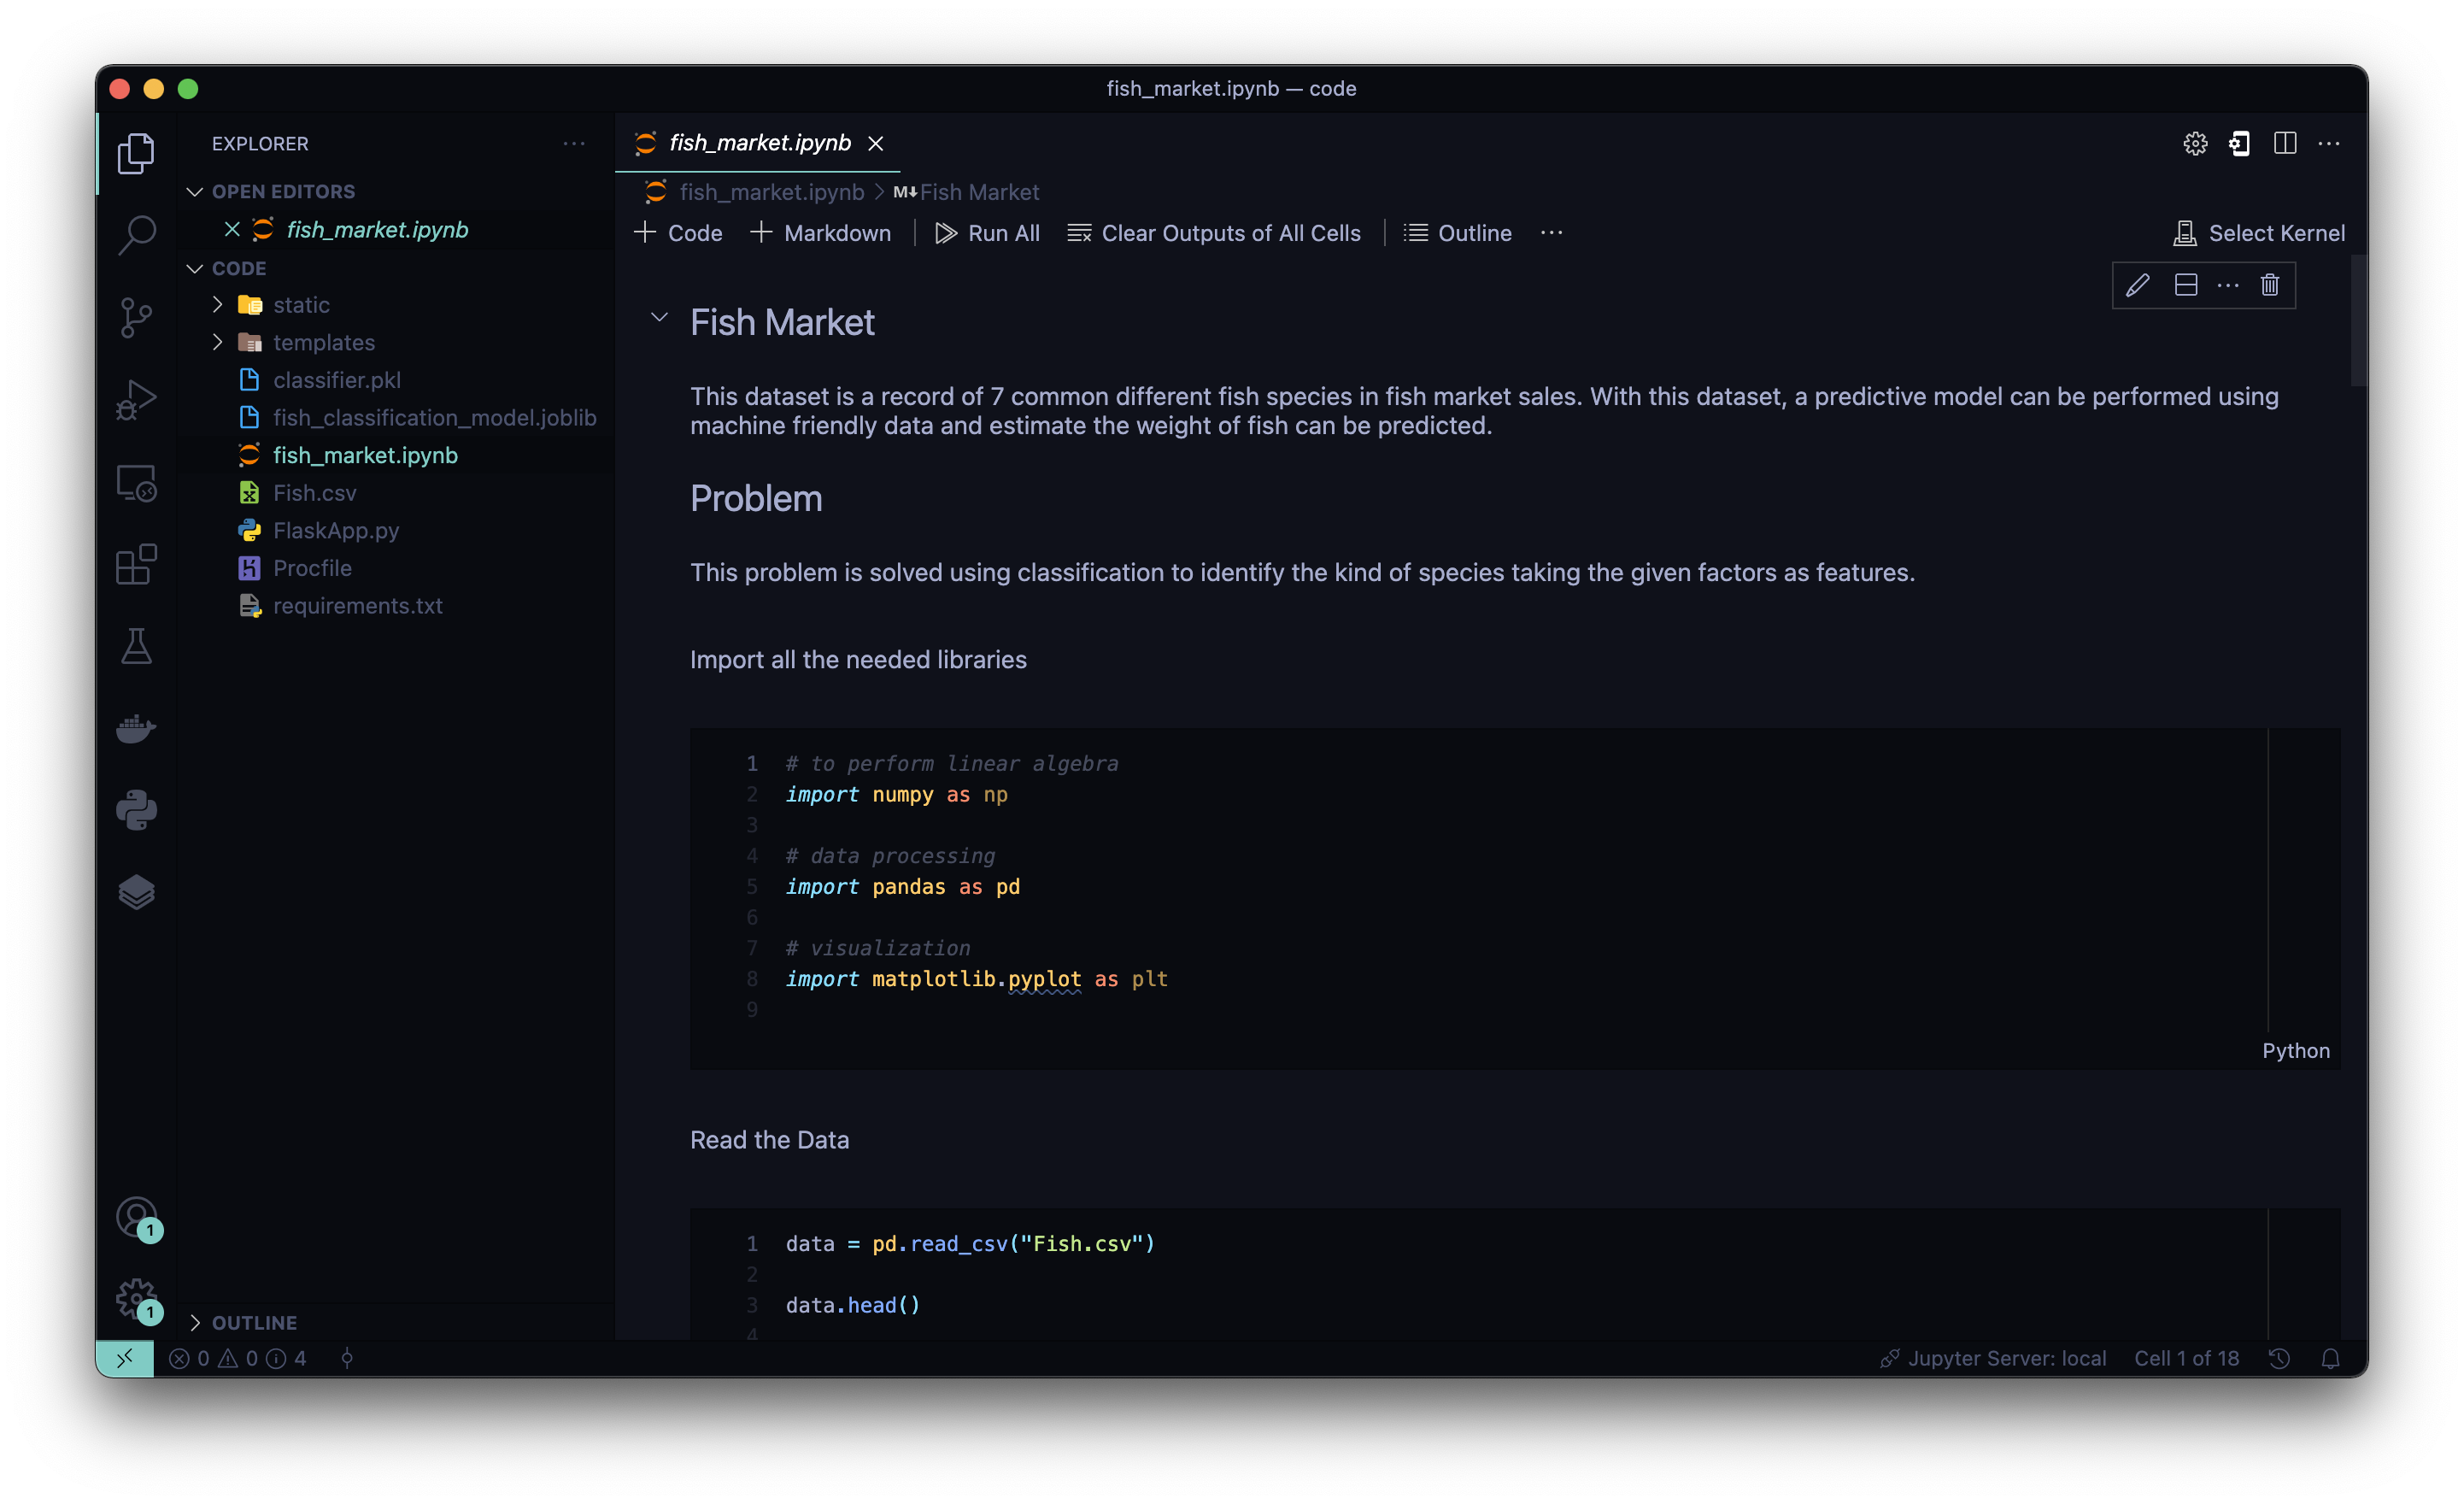 fish_market.ipynb — code
EXPLORER
OPEN EDITORS
fish_market.ipynb
CODE
static
templates
classifier.pkl
fish_classification_model.joblib
fish_market.ipynb
Fish.csv
FlaskApp.py
Procfile
requirements.txt
OUTLINE
fish_market.ipynb
fish_market.ipynb > M↓ Fish Market
+ Code + Markdown Run All Clear Outputs of All Cells Outline ... Select Kernel
Fish Market
This dataset is a record of 7 common different fish species in fish market sales. With this dataset, a predictive model can be performed using
machine friendly data and estimate the weight of fish can be predicted.
Problem
This problem is solved using classification to identify the kind of species taking the given factors as features.
Import all the needed libraries
1 # to perform linear algebra
2 import numpy as np
3
4 # data processing
5 import pandas as pd
6
7 # visualization
8 import matplotlib.pyplot as plt
9
Python
Read the Data
1 data = pd.read_csv("Fish.csv")
2
3 data.head()
4
1
1
0 0 4
Jupyter Server: local Cell 1 of 18